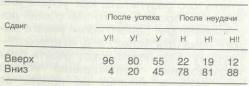 Сдвиг После успеха После неудачи
У!! У! У Н Н! Н!!
Вверх 96 80 55 22 19 12
Вниз 4 20 45 78 81 88